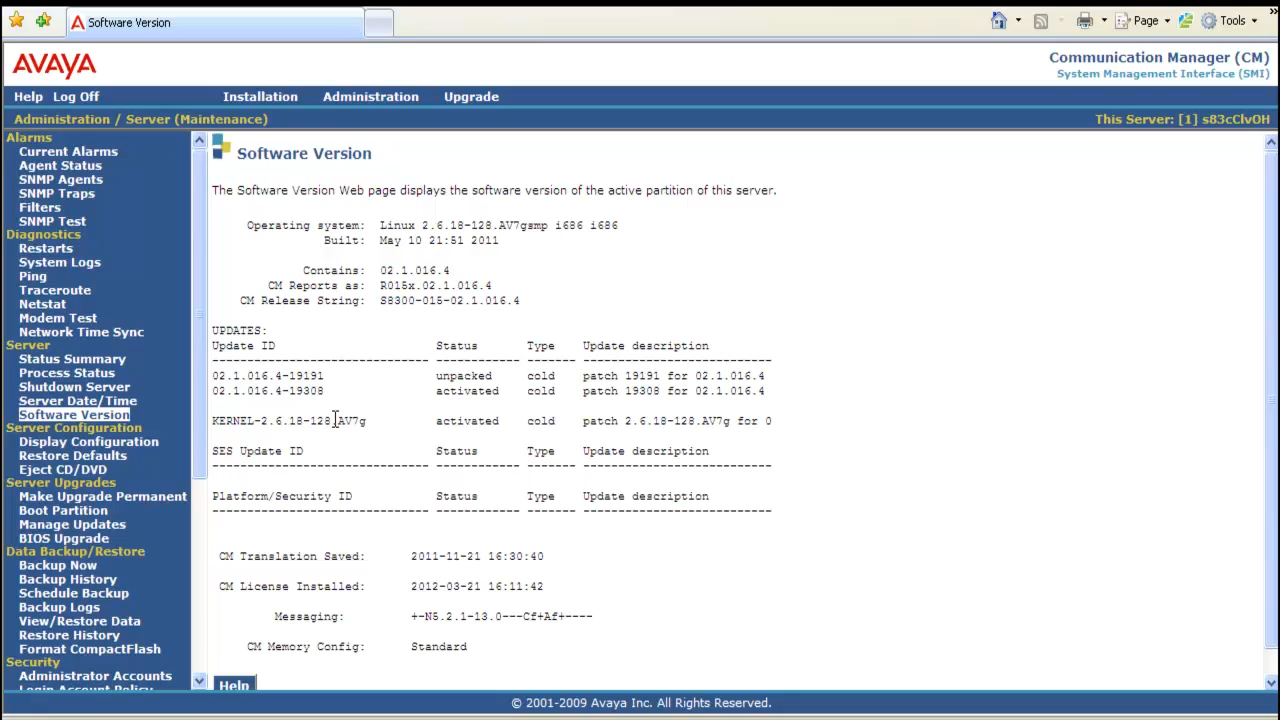 Software Version
Page
Tools
»
AVAYA
Communication Manager (CM)
System Management Interface (SMI)
Help Log Off Installation Administration Upgrade
Administration / Server (Maintenance) This Server: [1] s83cClvOH
Alarms
Current Alarms
Agent Status
SNMP Agents
SNMP Traps
Filters
SNMP Test
Diagnostics
Restarts
System Logs
Ping
Traceroute
Netstat
Modem Test
Network Time Sync
Server
Status Summary
Process Status
Shutdown Server
Server Date/Time
Software Version
Server Configuration
Display Configuration
Restore Defaults
Eject CD/DVD
Server Upgrades
Make Upgrade Permanent
Boot Partition
Manage Updates
BIOS Upgrade
Data Backup/Restore
Backup Now
Backup History
Schedule Backup
Backup Logs
View/Restore Data
Restore History
Format CompactFlash
Security
Administrator Accounts
Login Account Policy
Software Version
The Software Version Web page displays the software version of the active partition of this server.
Operating system: Linux 2.6.18-128.AV7gsmp i686 i686
Built: May 10 21:51 2011
Contains: 02.1.016.4
CM Reports as: R015x.02.1.016.4
CM Release String: S8300-015-02.1.016.4
UPDATES:
Update ID Status Type Update description
------------------------------- ------------ ------- ---------------------------
02.1.016.4-19191 unpacked cold patch 19191 for 02.1.016.4
02.1.016.4-19308 activated cold patch 19308 for 02.1.016.4
KERNEL-2.6.18-128.AV7g activated cold patch 2.6.18-128.AV7g for 0
SES Update ID Status Type Update description
------------------------------- ------------ ------- ---------------------------
Platform/Security ID Status Type Update description
------------------------------- ------------ ------- ---------------------------
CM Translation Saved: 2011-11-21 16:30:40
CM License Installed: 2012-03-21 16:11:42
Messaging: +-N5.2.1-13.0---Cf+Af+----
CM Memory Config: Standard
Help
© 2001-2009 Avaya Inc. All Rights Reserved.